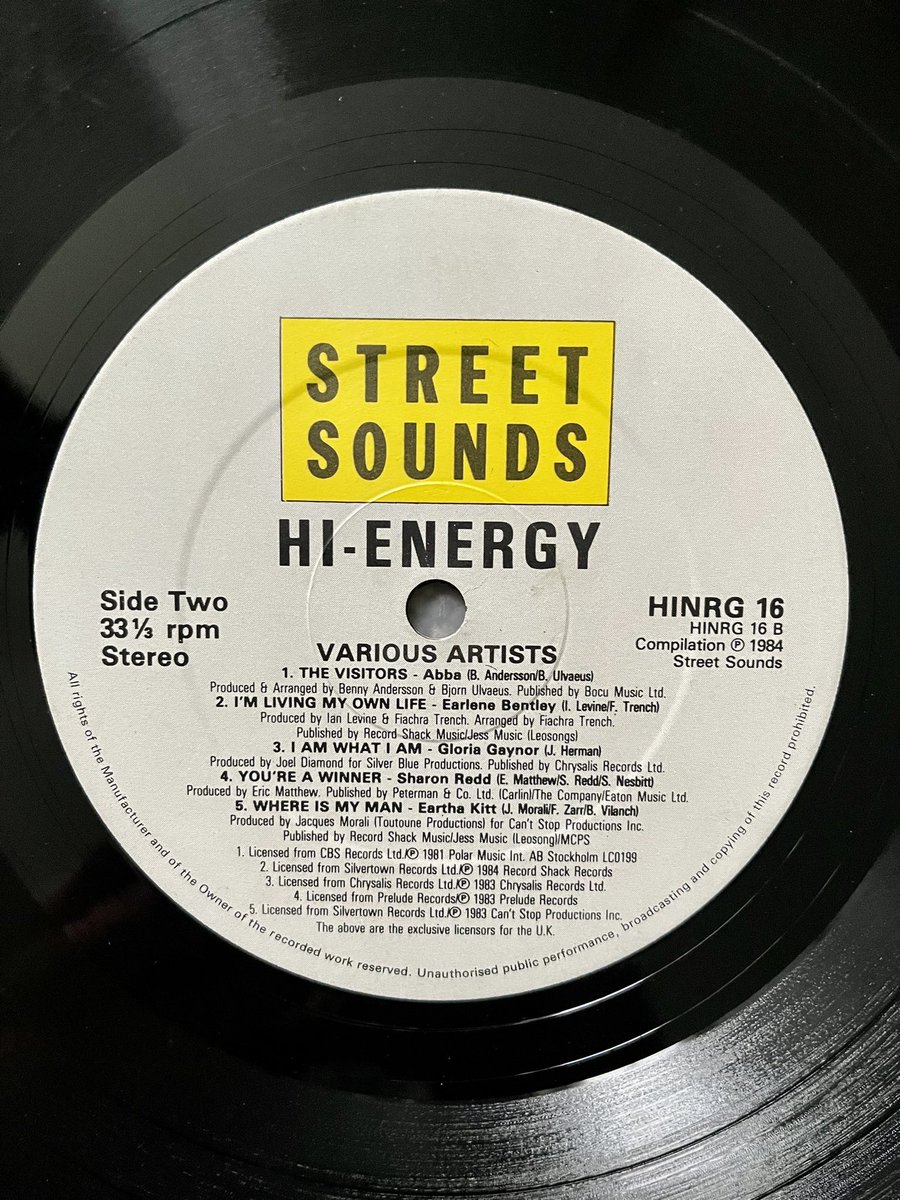 STREET
SOUNDS
HI-ENERGY
Side Two
33⅓ rpm
Stereo
HINRG 16
HINRG 16 B
Compilation ℗ 1984
Street Sounds
VARIOUS ARTISTS
1. THE VISITORS - Abba (B. Andersson/B. Ulvaeus)
Produced & Arranged by Benny Andersson & Bjorn Ulvaeus. Published by Bocu Music Ltd.
2. I'M LIVING MY OWN LIFE - Earlene Bentley (I. Levine/F. Trench)
Produced by Ian Levine & Fiachra Trench. Arranged by Fiachra Trench.
Published by Record Shack Music/Jess Music (Leosongs)
3. I AM WHAT I AM - Gloria Gaynor (J. Herman)
Produced by Joel Diamond for Silver Blue Productions. Published by Chrysalis Records Ltd.
4. YOU'RE A WINNER - Sharon Redd (E. Matthew/S. Redd/S. Nesbitt)
Produced by Eric Matthew. Published by Peterman & Co. Ltd. (Carlin)/The Company/Eaton Music Ltd.
5. WHERE IS MY MAN - Eartha Kitt (J. Morali/F. Zarr/B. Vilanch)
Produced by Jacques Morali (Toutoune Productions) for Can't Stop Productions Inc.
Published by Record Shack Music/Jess Music (Leosong)/MCPS
1. Licensed from CBS Records Ltd./℗ 1981 Polar Music Int. AB Stockholm LC0199
2. Licensed from Silvertown Records Ltd./℗ 1984 Record Shack Records
3. Licensed from Chrysalis Records Ltd./℗ 1983 Chrysalis Records Ltd.
4. Licensed from Prelude Records/℗ 1983 Prelude Records
5. Licensed from Silvertown Records Ltd./℗ 1983 Can't Stop Productions Inc.
The above are the exclusive licensors for the U.K.
All rights of the Manufacturer and of the Owner of the recorded work reserved. Unauthorised public performance, broadcasting and copying of this record prohibited.